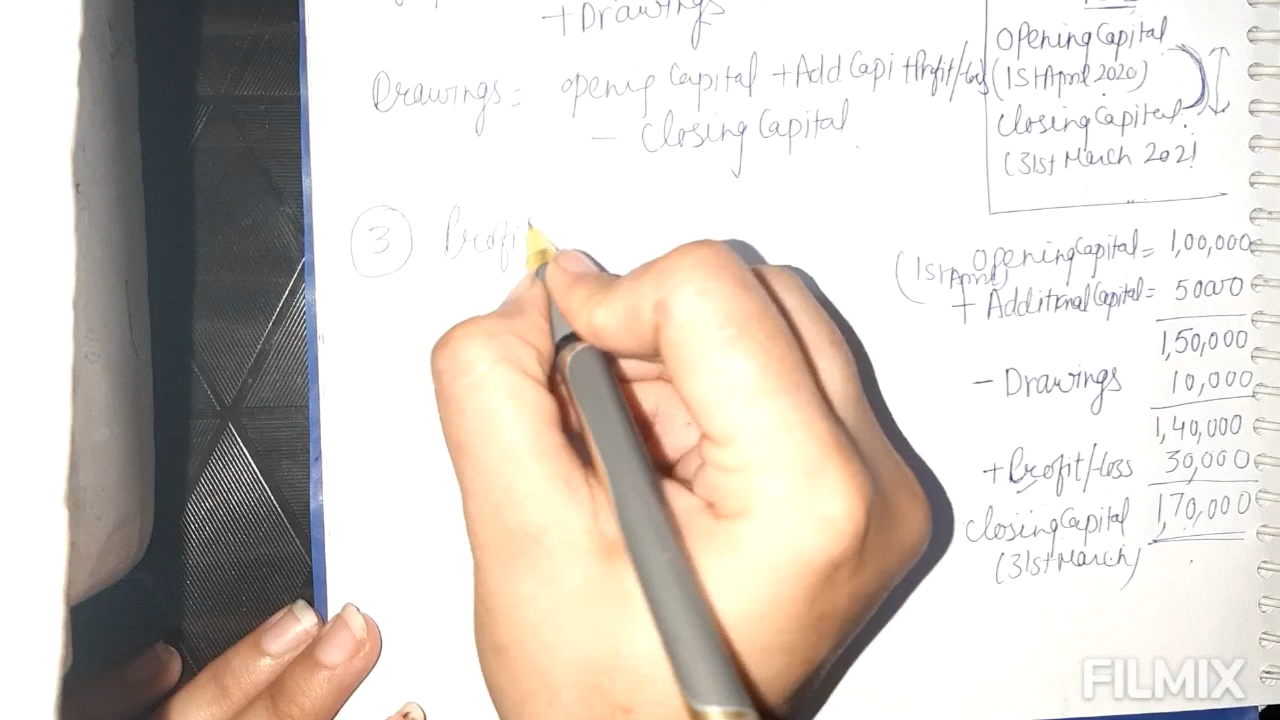 +Drawings
Drawings = opening Capital +Add Capi +Profit/Loss
- Closing Capital
3 Profi
Opening Capital
(1st April 2020)
Closing Capital.
(31st March 2021
Opening Capital = 1,00,000
(1st April)
+ Additional Capital = 50000
1,50,000
- Drawings 10,000
1,40,000
+ Profit/Loss 30,000
Closing Capital 1,70,000
(31st March)
FILMIX